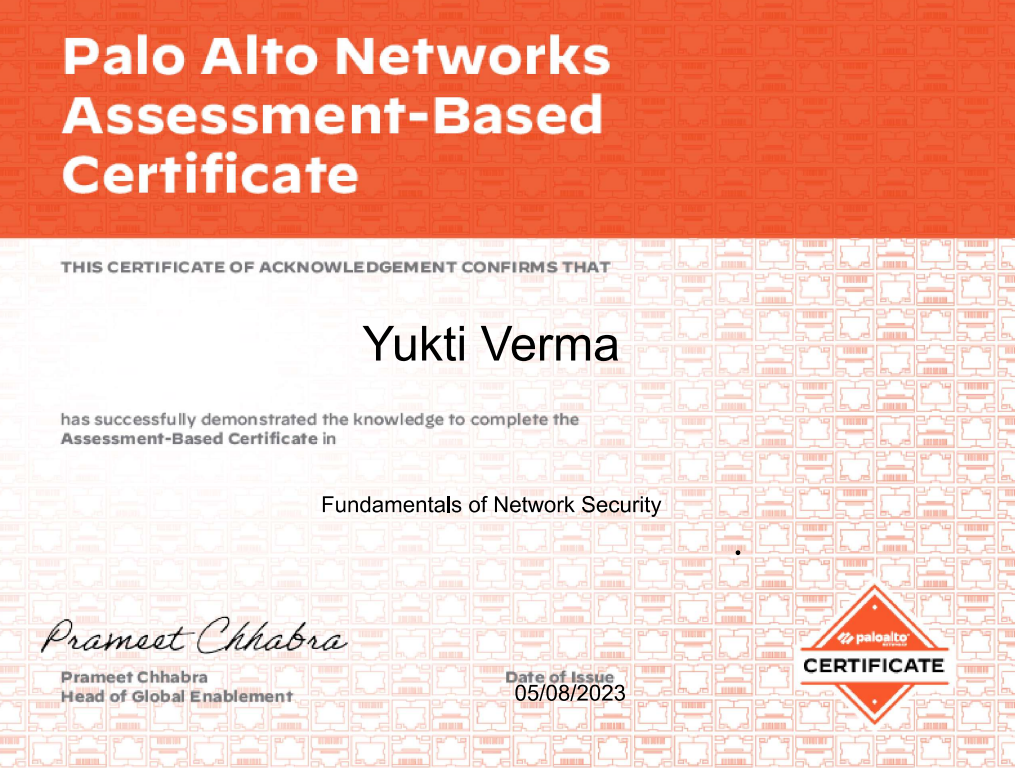 Palo Alto Networks
Assessment-Based
Certificate
THIS CERTIFICATE OF ACKNOWLEDGEMENT CONFIRMS THAT
Yukti Verma
has successfully demonstrated the knowledge to complete the
Assessment-Based Certificate in
Fundamentals of Network Security
.
Prameet Chhabra
Prameet Chhabra
Head of Global Enablement
Date of Issue
05/08/2023
paloalto
NETWORKS
CERTIFICATE